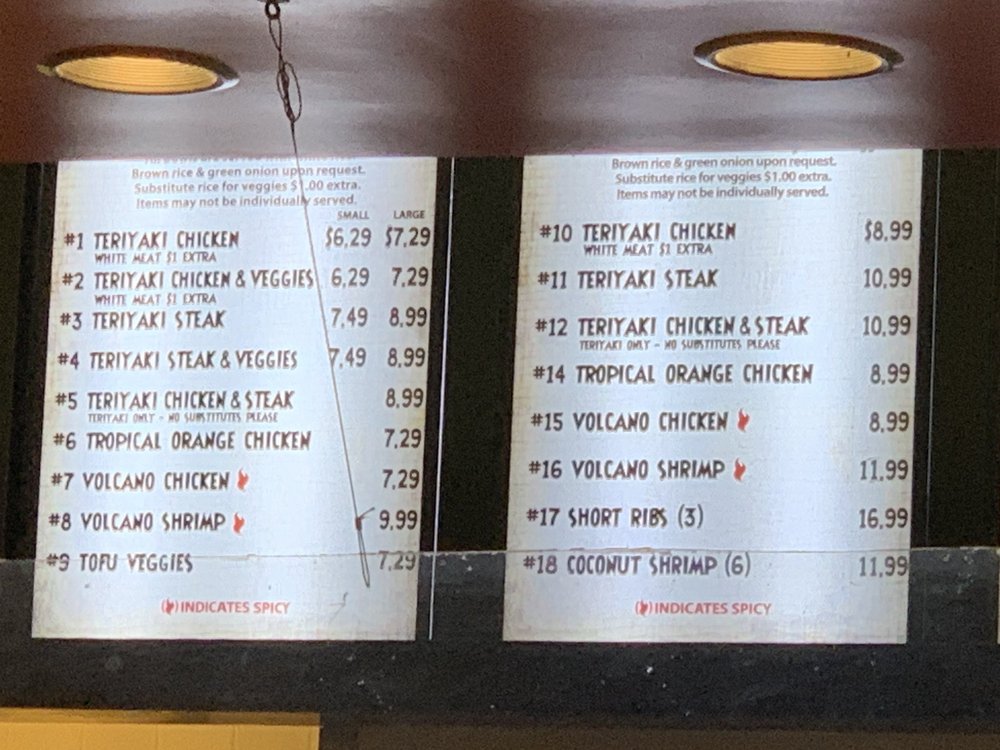 Brown rice & green onion upon request.
Substitute rice for veggies $1.00 extra.
Items may not be individually served.
SMALL LARGE
#1 TERIYAKI CHICKEN $6.29 $7.29
WHITE MEAT $1 EXTRA
#2 TERIYAKI CHICKEN & VEGGIES 6.29 7.29
WHITE MEAT $1 EXTRA
#3 TERIYAKI STEAK 7.49 8.99
#4 TERIYAKI STEAK & VEGGIES 7.49 8.99
#5 TERIYAKI CHICKEN & STEAK 8.99
TERIYAKI ONLY - NO SUBSTITUTES PLEASE
#6 TROPICAL ORANGE CHICKEN 7.29
#7 VOLCANO CHICKEN 7.29
#8 VOLCANO SHRIMP 9.99
#9 TOFU VEGGIES 7.29
( ) INDICATES SPICY
Brown rice & green onion upon request.
Substitute rice for veggies $1.00 extra.
Items may not be individually served.
#10 TERIYAKI CHICKEN $8.99
WHITE MEAT $1 EXTRA
#11 TERIYAKI STEAK 10.99
#12 TERIYAKI CHICKEN & STEAK 10.99
TERIYAKI ONLY - NO SUBSTITUTES PLEASE
#14 TROPICAL ORANGE CHICKEN 8.99
#15 VOLCANO CHICKEN 8.99
#16 VOLCANO SHRIMP 11.99
#17 SHORT RIBS (3) 16.99
#18 COCONUT SHRIMP (6) 11.99
( ) INDICATES SPICY